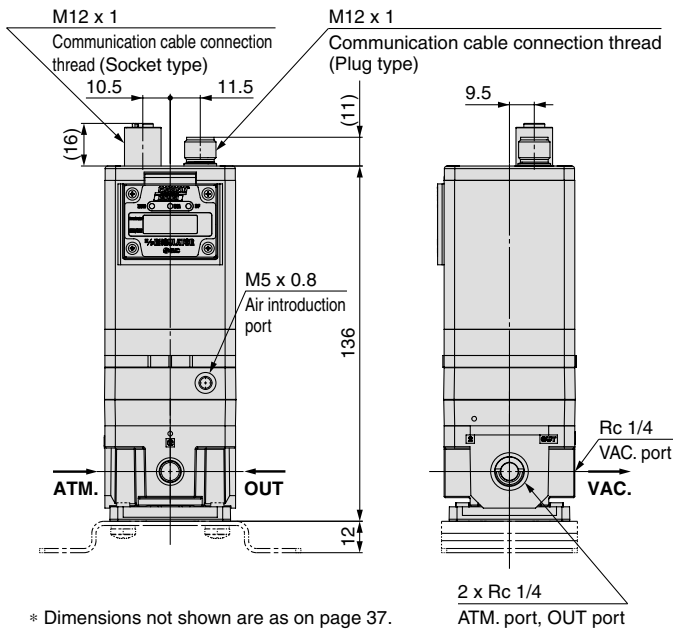 M12 x 1
Communication cable connection
thread (Socket type)
M12 x 1
Communication cable connection thread
(Plug type)
10.5
11.5
9.5
(16)
(11)
M5 x 0.8
Air introduction
port
136
Rc 1/4
VAC. port
2
OUT
ATM.
OUT
VAC.
12
2 x Rc 1/4
ATM. port, OUT port
* Dimensions not shown are as on page 37.